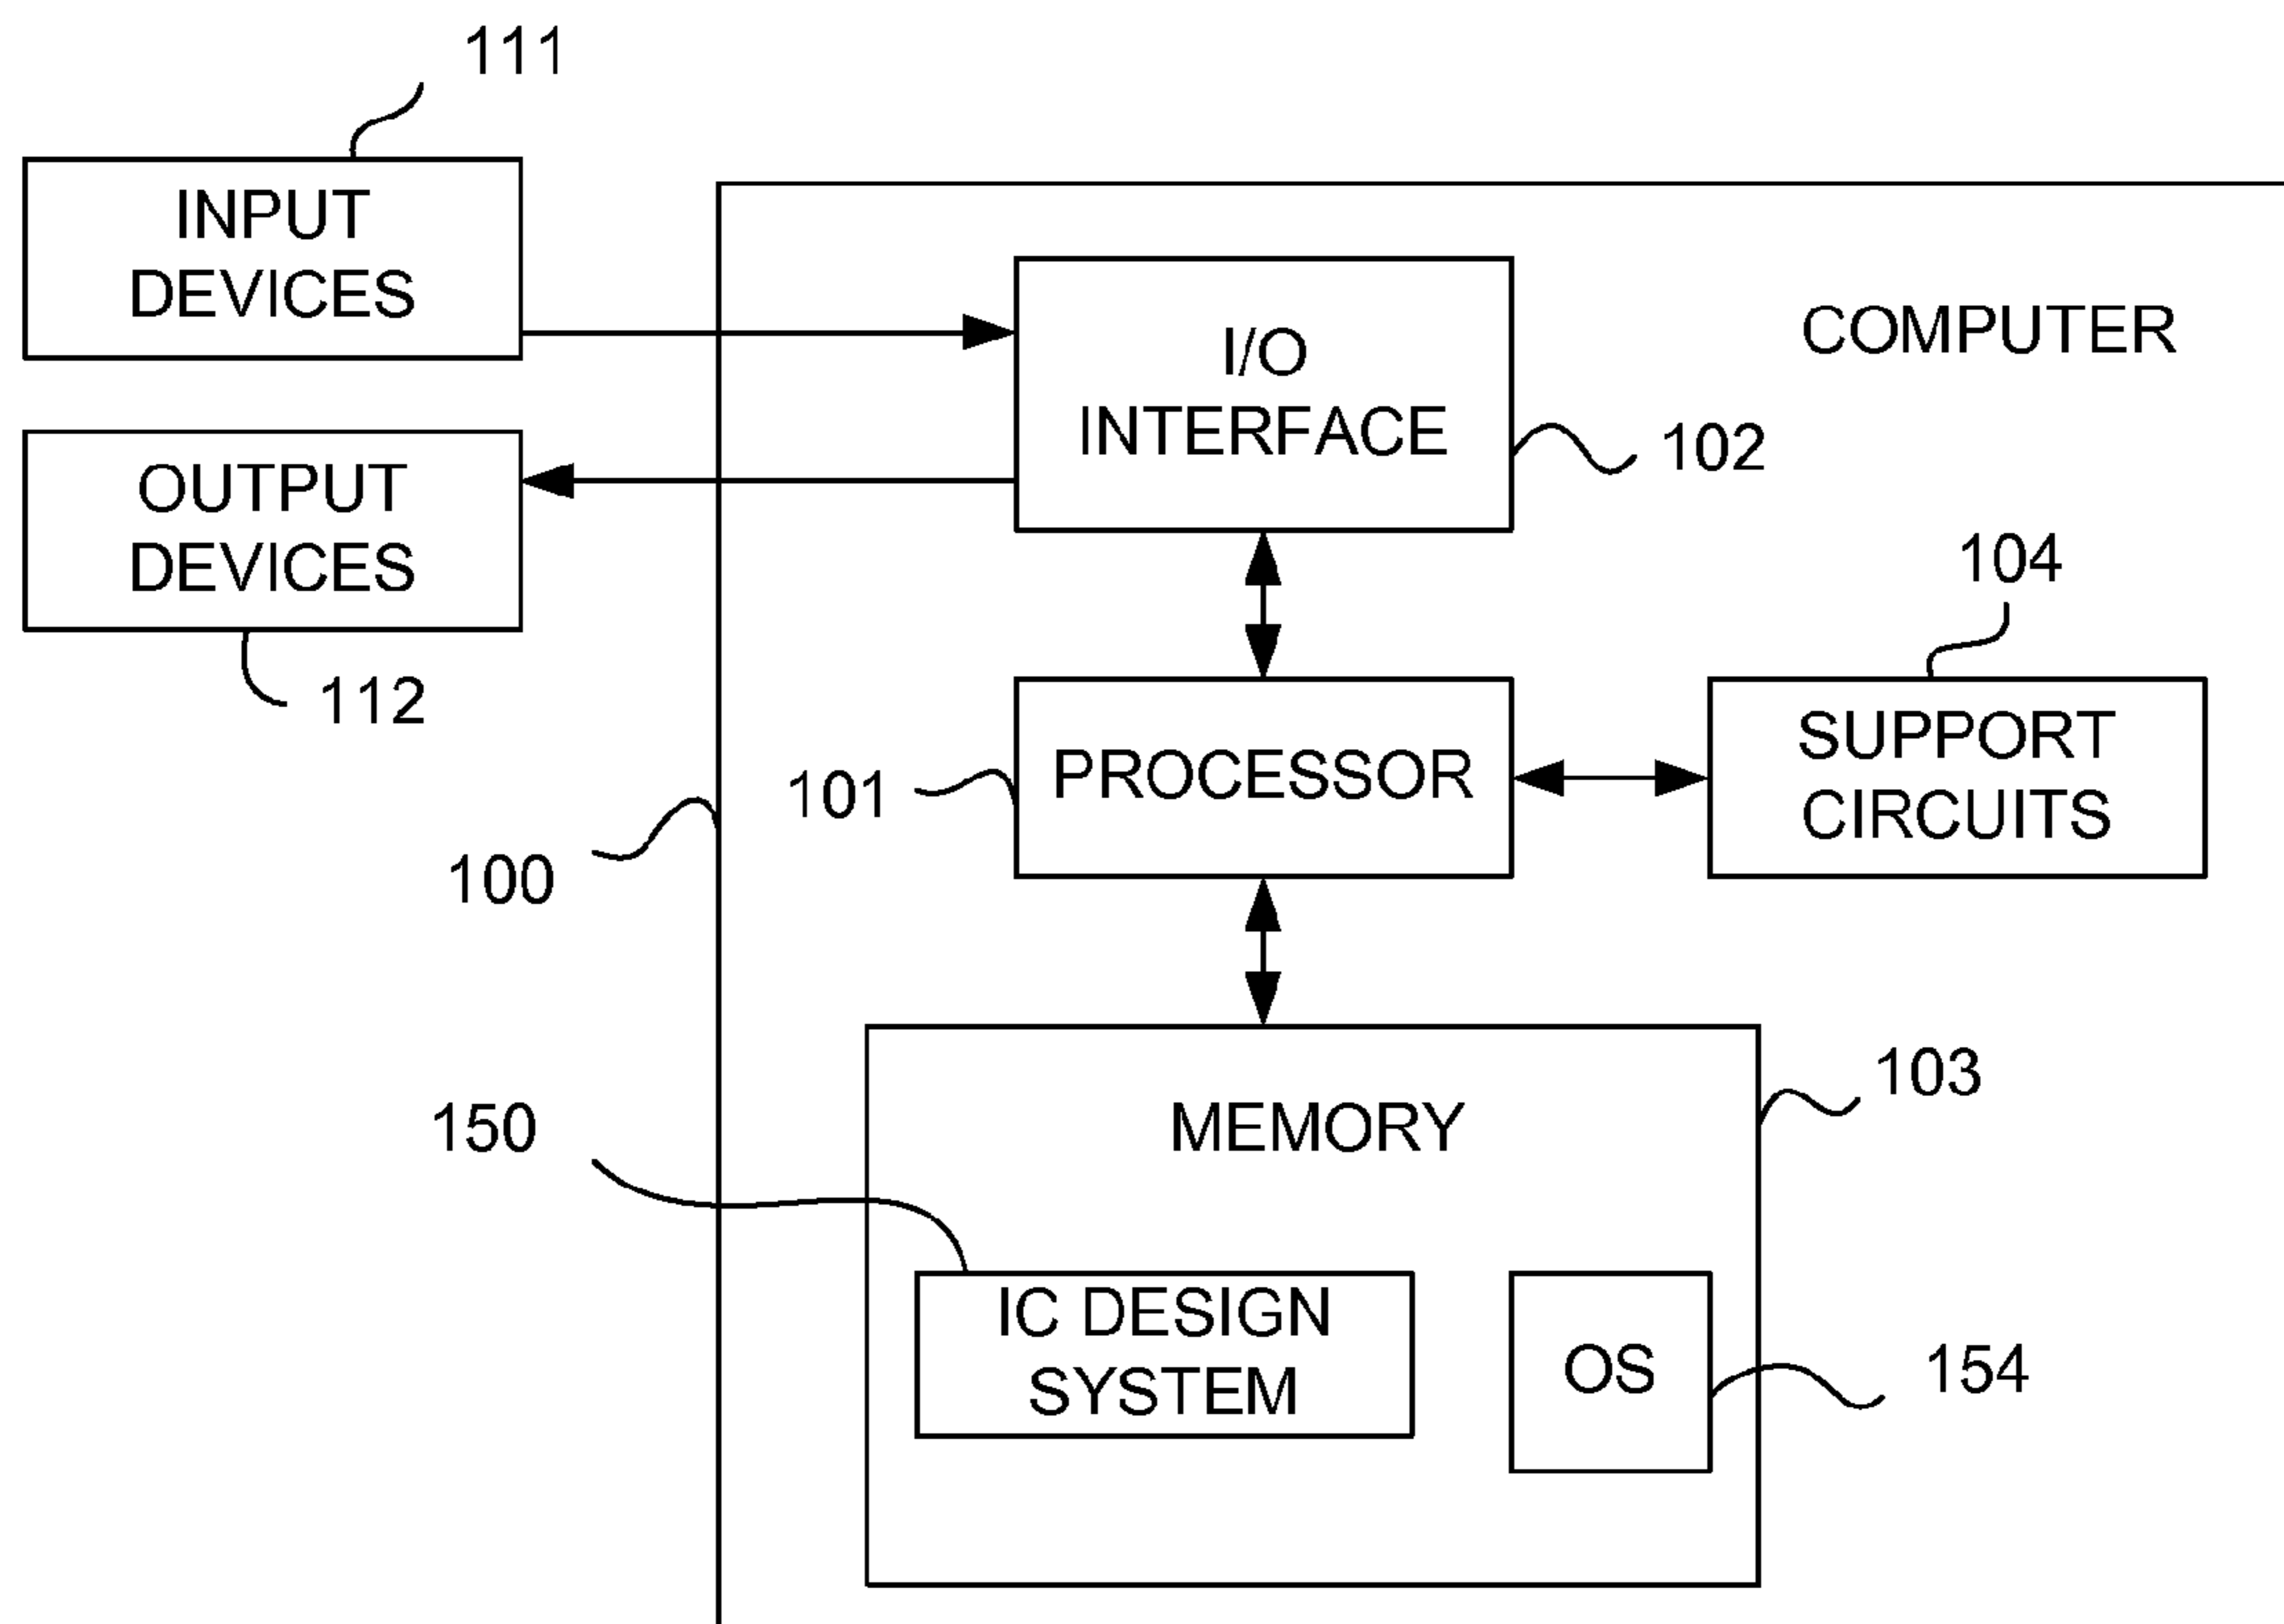 111
INPUT
DEVICES
I/O
INTERFACE
COMPUTER
102
OUTPUT
DEVICES
112
104
101
PROCESSOR
SUPPORT
CIRCUITS
100
103
MEMORY
150
IC DESIGN
SYSTEM
OS
154